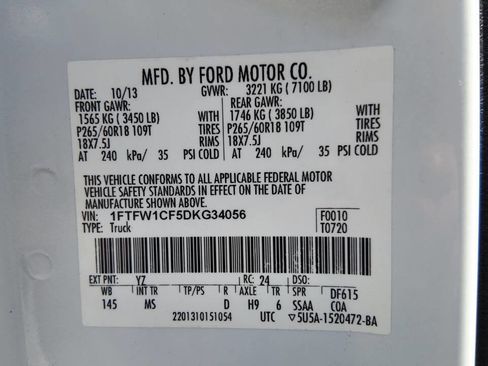 MFD. BY FORD MOTOR CO.
DATE: 10/13 GVWR: 3221 KG ( 7100 LB)
FRONT GAWR: REAR GAWR:
1565 KG ( 3450 LB) 1746 KG ( 3850 LB)
WITH WITH
P265/60R18 109T TIRES P265/60R18 109T TIRES
18X7.5J RIMS 18X7.5J RIMS
AT 240 kPa/ 35 PSI COLD AT 240 kPa/ 35 PSI COLD
THIS VEHICLE CONFORMS TO ALL APPLICABLE FEDERAL MOTOR
VEHICLE SAFETY STANDARDS IN EFFECT ON THE DATE OF
MANUFACTURE SHOWN ABOVE.
VIN: 1FTFW1CF5DKG34056 F0010
TYPE: Truck T0720
EXT PNT: YZ RC: 24 DSO:
WB INT TR TP/PS R AXLE TR SPR DF615
145 MS D H9 6 SSAA COA
2201310151054 UTC ▽5U5A-1520472-BA